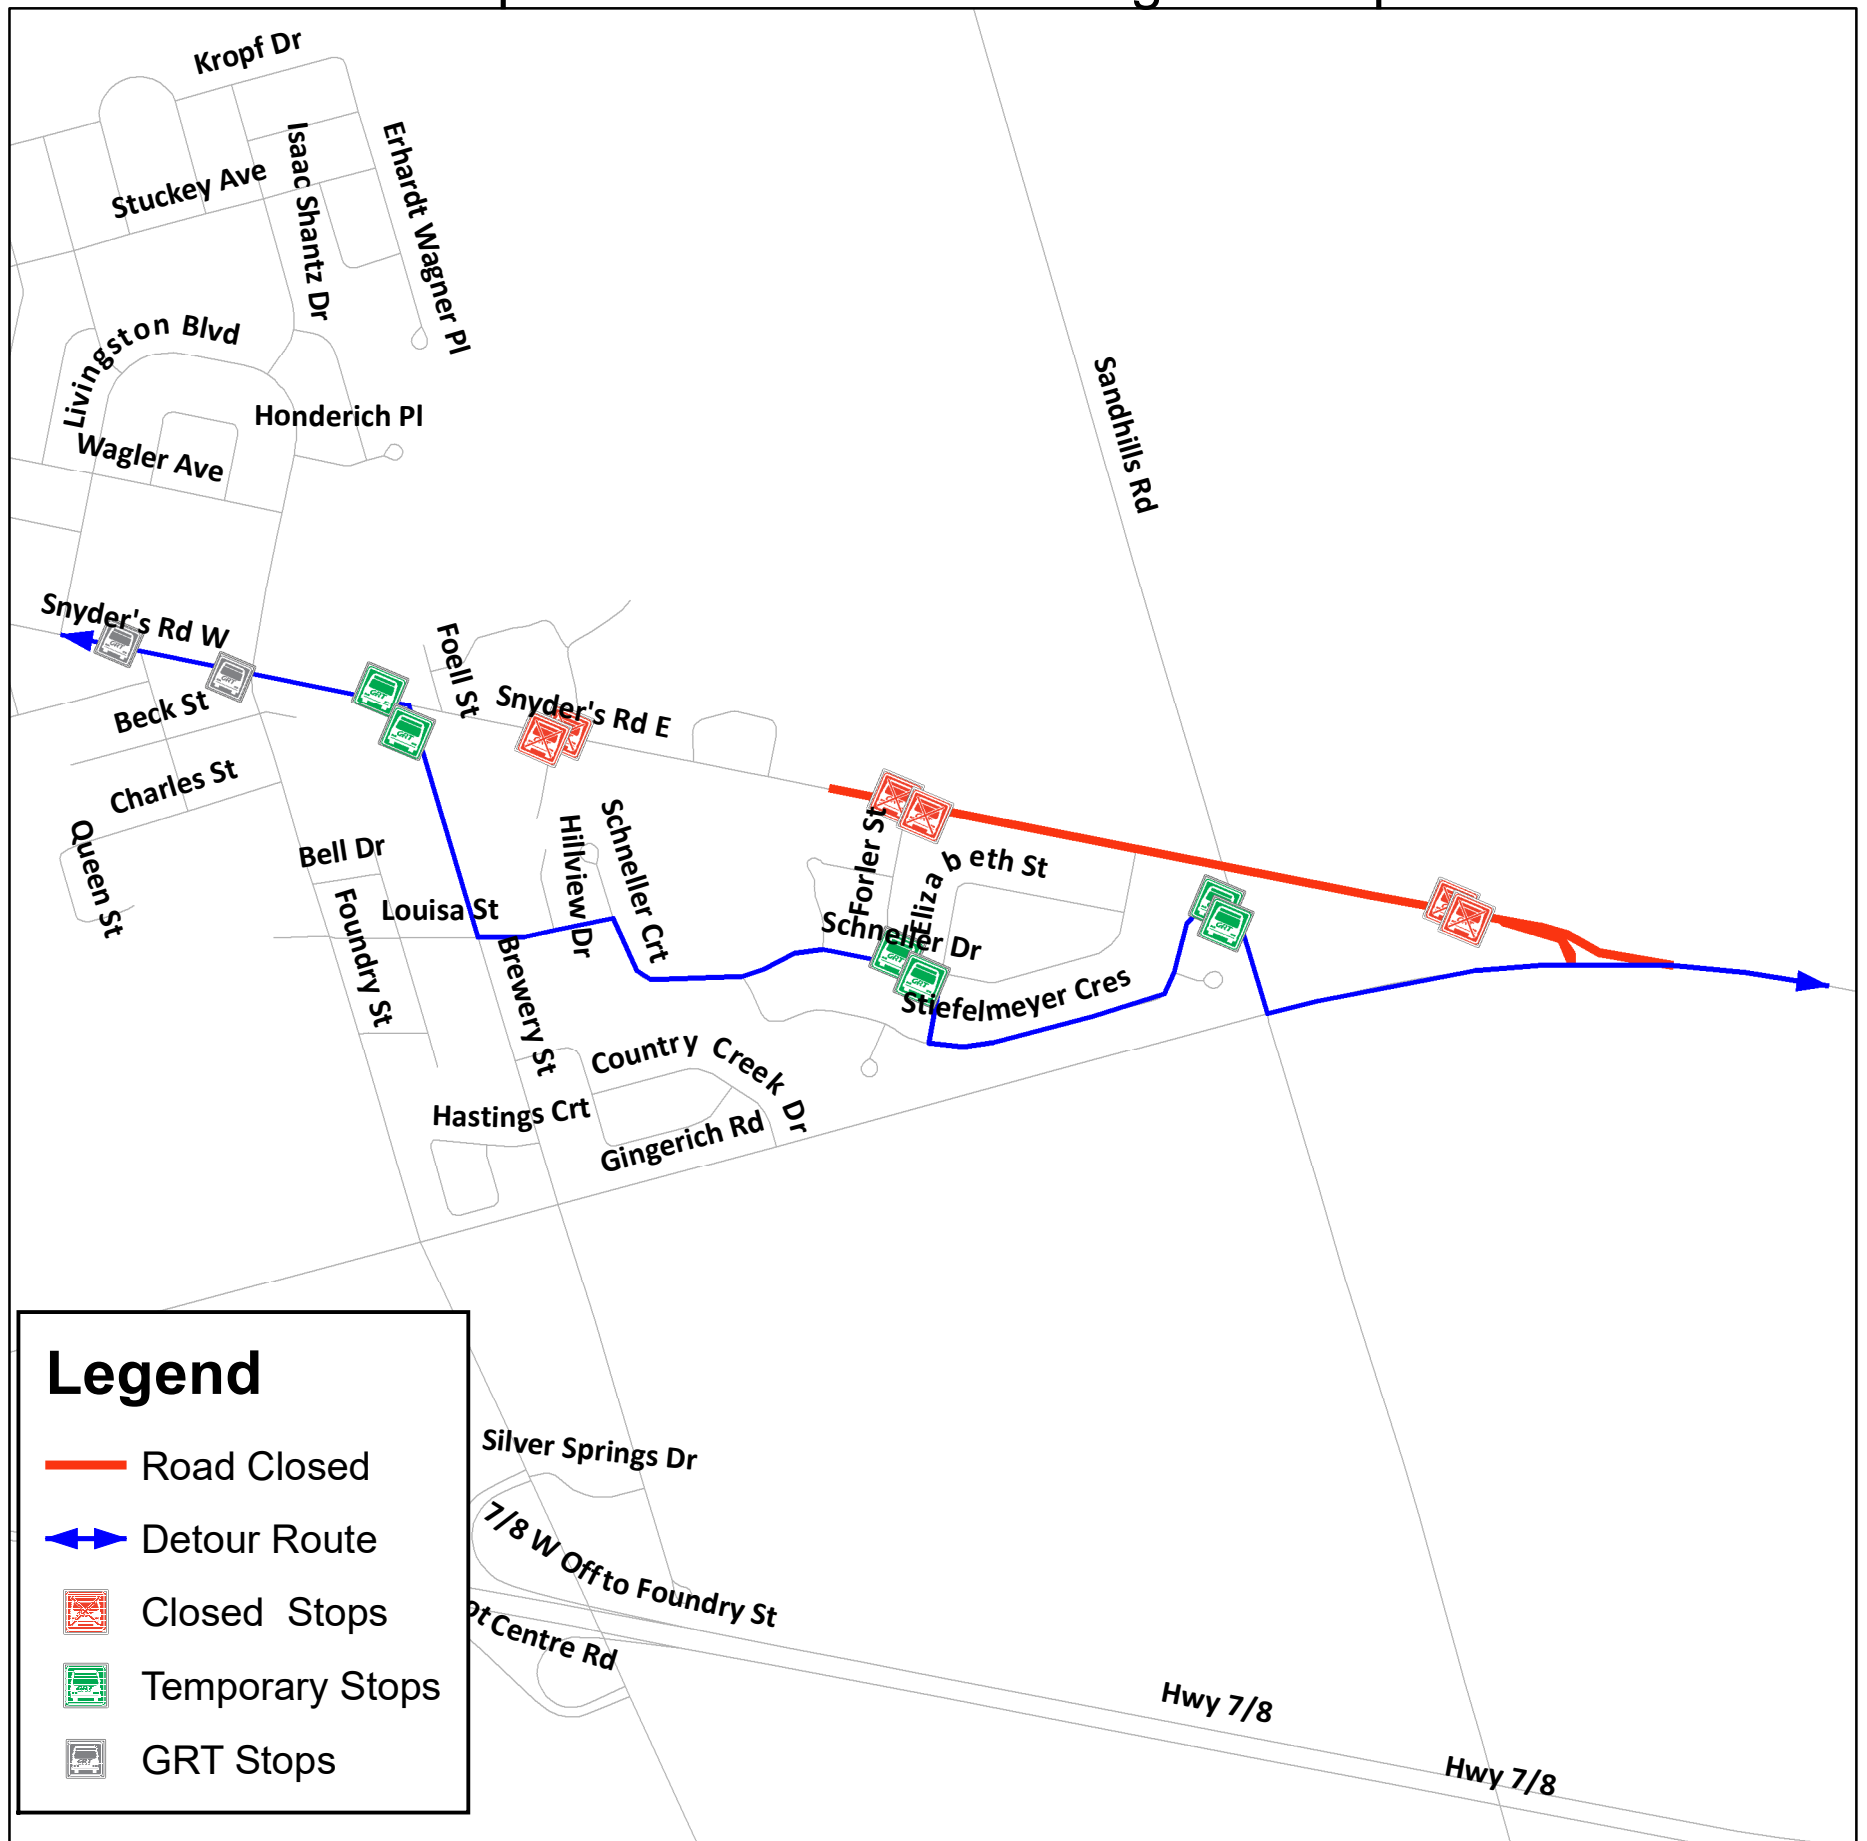 Kropf Dr
Isaac Shantz Dr
Erhardt Wagner Pl
Stuckey Ave
Livingston Blvd
Honderich Pl
Wagler Ave
Sandhills Rd
Snyder's Rd W
Foell St
Snyder's Rd E
Beck St
Charles St
Queen St
Bell Dr
Hillview Dr
Schneller Crt
Forler St
Elizabeth St
Louisa St
Foundry St
Brewery St
Schneller Dr
Stiefelmeyer Cres
Country Creek Dr
Hastings Crt
Gingerich Rd
Legend
Road Closed
Detour Route
Closed Stops
Temporary Stops
GRT Stops
Silver Springs Dr
7/8 W Off to Foundry St
Centre Rd
Hwy 7/8
Hwy 7/8